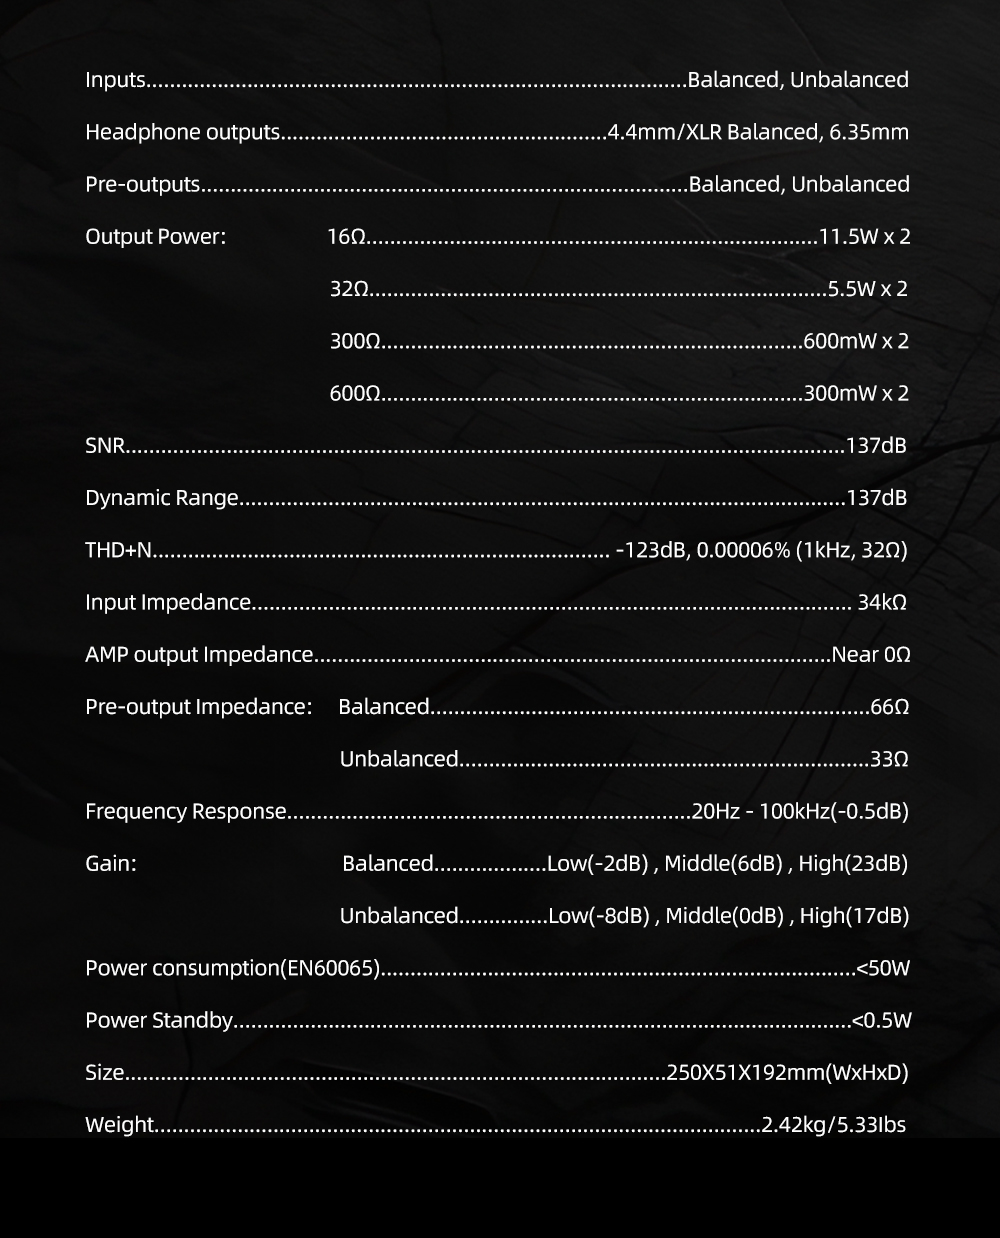 Inputs....................................................................Balanced, Unbalanced
Headphone outputs.........................................4.4mm/XLR Balanced, 6.35mm
Pre-outputs.............................................................Balanced, Unbalanced
Output Power: 16Ω.........................................................11.5W x 2
32Ω.........................................................5.5W x 2
300Ω.....................................................600mW x 2
600Ω.....................................................300mW x 2
SNR..........................................................................................137dB
Dynamic Range............................................................................137dB
THD+N......................................................... -123dB, 0.00006% (1kHz, 32Ω)
Input Impedance........................................................................... 34kΩ
AMP output Impedance.................................................................Near 0Ω
Pre-output Impedance: Balanced.......................................................66Ω
Unbalanced...................................................33Ω
Frequency Response...................................................20Hz - 100kHz(-0.5dB)
Gain: Balanced..............Low(-2dB) , Middle(6dB) , High(23dB)
Unbalanced...........Low(-8dB) , Middle(0dB) , High(17dB)
Power consumption(EN60065)...........................................................<50W
Power Standby.............................................................................<0.5W
Size....................................................................250X51X192mm(WxHxD)
Weight............................................................................2.42kg/5.33Ibs